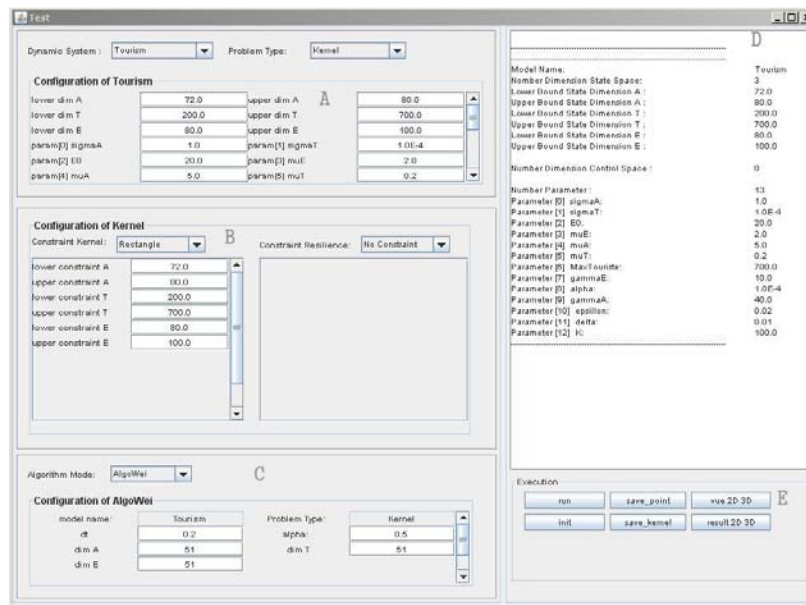 Test
Dynamic System : Tourism Problem Type: Kernel
Configuration of Tourism
A
lower dim A 72.0 upper dim A 80.0
lower dim T 200.0 upper dim T 700.0
lower dim E 80.0 upper dim E 100.0
param[0] sigmaA 1.0 param[1] sigmaT 1.0E-4
param[2] E0 20.0 param[3] muE 2.0
param[4] muA 5.0 param[5] muT 0.2
Configuration of Kernel
B
Constraint Kernel: Rectangle Constraint Resilience: No Constraint
lower constraint A 72.0
upper constraint A 80.0
lower constraint T 200.0
upper constraint T 700.0
lower constraint E 80.0
upper constraint E 100.0
Algorithm Mode: AlgoWei C
Configuration of AlgoWei
model name: Tourism Problem Type: Kernel
dt 0.2 alpha: 0.5
dim A 51 dim T 51
dim E 51
D
Model Name: Tourism
Nomber Dimension State Space: 3
Lower Bound State Dimension A : 72.0
Upper Bound State Dimension A : 80.0
Lower Bound State Dimension T : 200.0
Upper Bound State Dimension T : 700.0
Lower Bound State Dimension E : 80.0
Upper Bound State Dimension E : 100.0
Number Dimension Control Space : 0
Number Parameter : 13
Parameter [0] sigmaA: 1.0
Parameter [1] sigmaT: 1.0E-4
Parameter [2] E0: 20.0
Parameter [3] muE: 2.0
Parameter [4] muA: 5.0
Parameter [5] muT: 0.2
Parameter [6] MaxTouriste: 700.0
Parameter [7] gammaE: 10.0
Parameter [8] alpha: 1.0E-4
Parameter [9] gammaA: 40.0
Parameter [10] epsillon: 0.02
Parameter [11] delta: 0.01
Parameter [12] K: 100.0
Execution
run save_point vue 2D 3D E
init save_kernel result 2D 3D